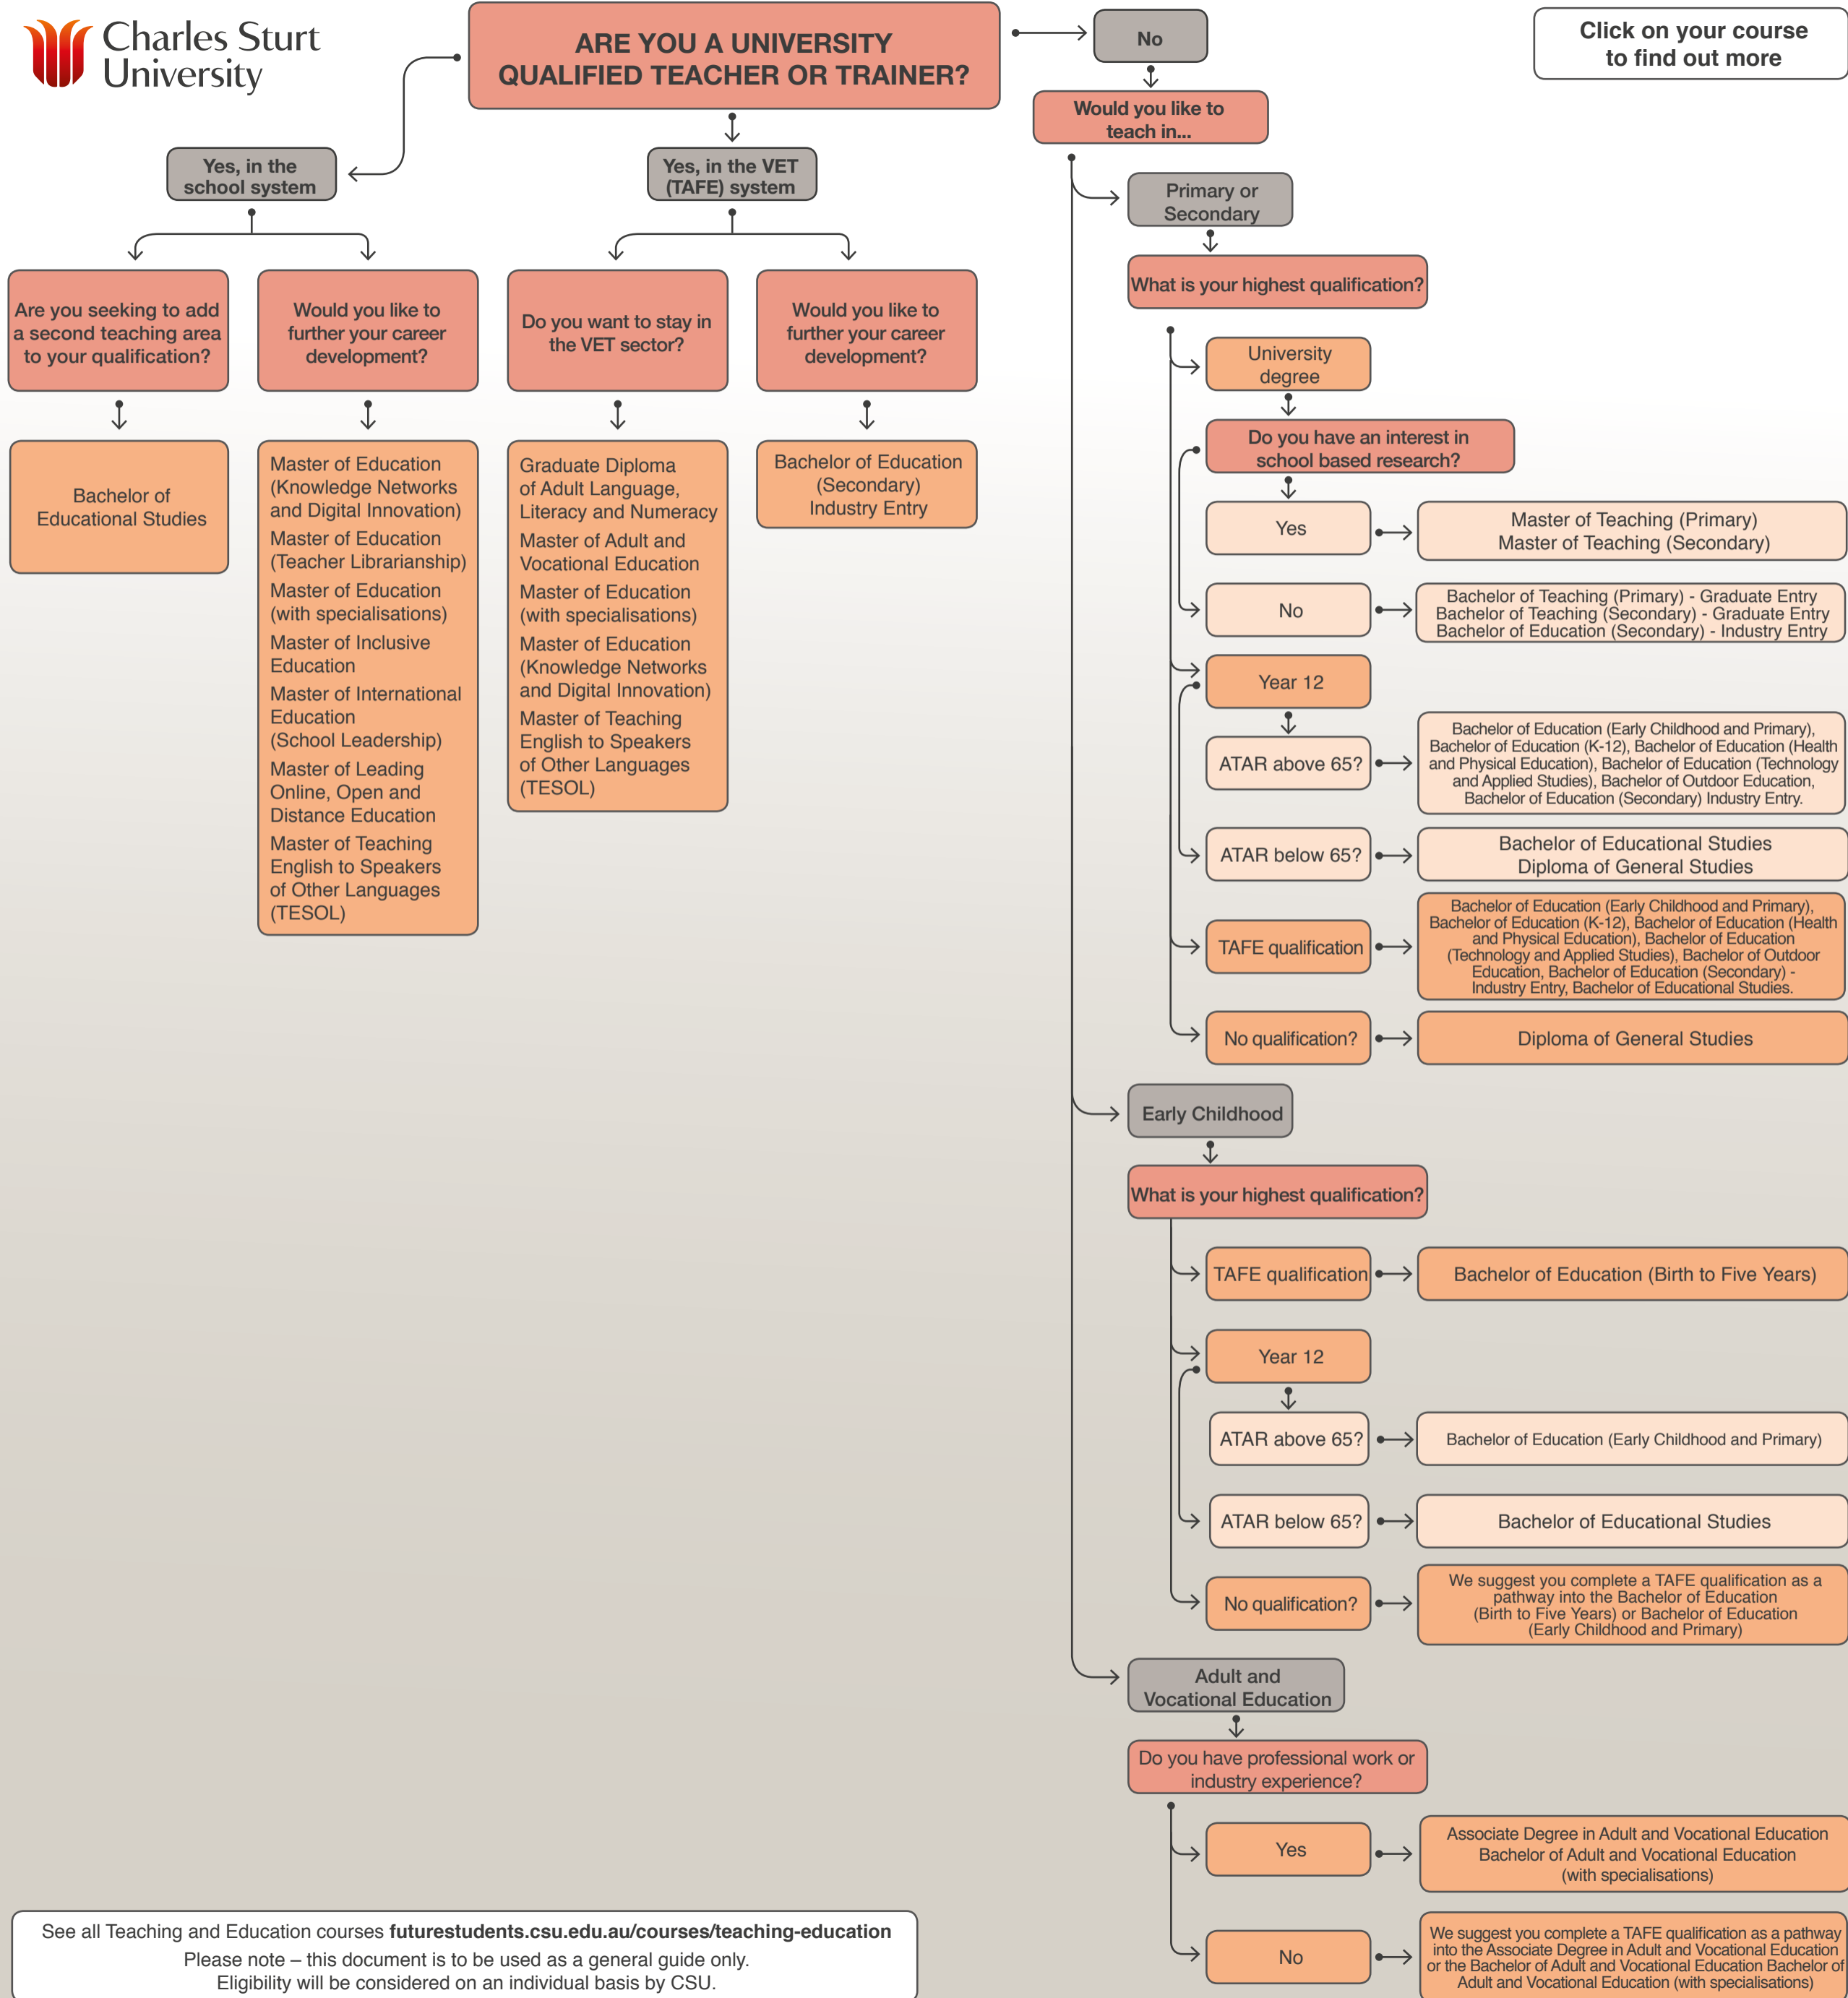 Charles Sturt
University
ARE YOU A UNIVERSITY
QUALIFIED TEACHER OR TRAINER?
No
Click on your course
to find out more
Would you like to
teach in...
Yes, in the
school system
Yes, in the VET
(TAFE) system
Are you seeking to add
a second teaching area
to your qualification?
Would you like to
further your career
development?
Do you want to stay in
the VET sector?
Would you like to
further your career
development?
Bachelor of
Educational Studies
Master of Education
(Knowledge Networks
and Digital Innovation)
Master of Education
(Teacher Librarianship)
Master of Education
(with specialisations)
Master of Inclusive
Education
Master of International
Education
(School Leadership)
Master of Leading
Online, Open and
Distance Education
Master of Teaching
English to Speakers
of Other Languages
(TESOL)
Graduate Diploma
of Adult Language,
Literacy and Numeracy
Master of Adult and
Vocational Education
Master of Education
(with specialisations)
Master of Education
(Knowledge Networks
and Digital Innovation)
Master of Teaching
English to Speakers
of Other Languages
(TESOL)
Bachelor of Education
(Secondary)
Industry Entry
Primary or
Secondary
What is your highest qualification?
University
degree
Do you have an interest in
school based research?
Yes
Master of Teaching (Primary)
Master of Teaching (Secondary)
No
Bachelor of Teaching (Primary) - Graduate Entry
Bachelor of Teaching (Secondary) - Graduate Entry
Bachelor of Education (Secondary) - Industry Entry
Year 12
ATAR above 65?
Bachelor of Education (Early Childhood and Primary),
Bachelor of Education (K-12), Bachelor of Education (Health
and Physical Education), Bachelor of Education (Technology
and Applied Studies), Bachelor of Outdoor Education,
Bachelor of Education (Secondary) Industry Entry.
ATAR below 65?
Bachelor of Educational Studies
Diploma of General Studies
TAFE qualification
Bachelor of Education (Early Childhood and Primary),
Bachelor of Education (K-12), Bachelor of Education (Health
and Physical Education), Bachelor of Education
(Technology and Applied Studies), Bachelor of Outdoor
Education, Bachelor of Education (Secondary) -
Industry Entry, Bachelor of Educational Studies.
No qualification?
Diploma of General Studies
Early Childhood
What is your highest qualification?
TAFE qualification
Bachelor of Education (Birth to Five Years)
Year 12
ATAR above 65?
Bachelor of Education (Early Childhood and Primary)
ATAR below 65?
Bachelor of Educational Studies
No qualification?
We suggest you complete a TAFE qualification as a
pathway into the Bachelor of Education
(Birth to Five Years) or Bachelor of Education
(Early Childhood and Primary)
Adult and
Vocational Education
Do you have professional work or
industry experience?
Yes
Associate Degree in Adult and Vocational Education
Bachelor of Adult and Vocational Education
(with specialisations)
No
We suggest you complete a TAFE qualification as a pathway
into the Associate Degree in Adult and Vocational Education
or the Bachelor of Adult and Vocational Education Bachelor of
Adult and Vocational Education (with specialisations)
See all Teaching and Education courses futurestudents.csu.edu.au/courses/teaching-education
Please note – this document is to be used as a general guide only.
Eligibility will be considered on an individual basis by CSU.